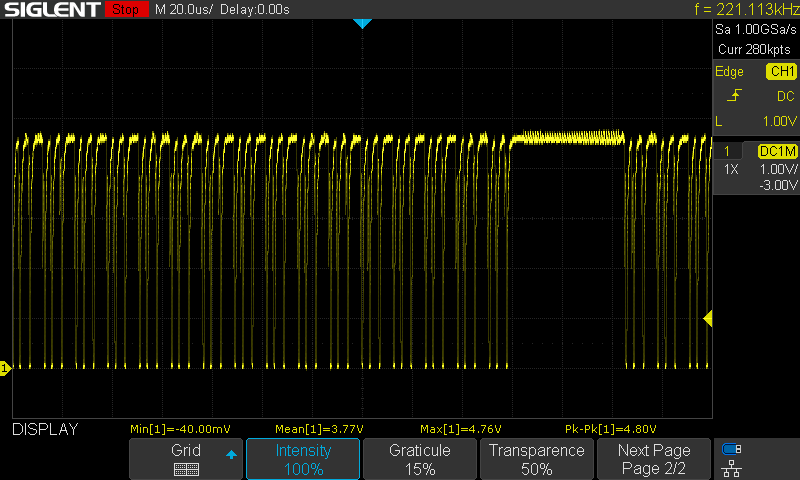 SIGLENT Stop M 20.0us/ Delay:0.00s f = 221.113kHz
Sa 1.00GSa/s
Curr 280kpts
Edge CH1
DC
L 1.00V
1 DC1M
1X 1.00V/
-3.00V
1
DISPLAY Min[1]=-40.00mV Mean[1]=3.77V Max[1]=4.76V Pk-Pk[1]=4.80V
Grid Intensity Graticule Transparence Next Page
100% 15% 50% Page 2/2